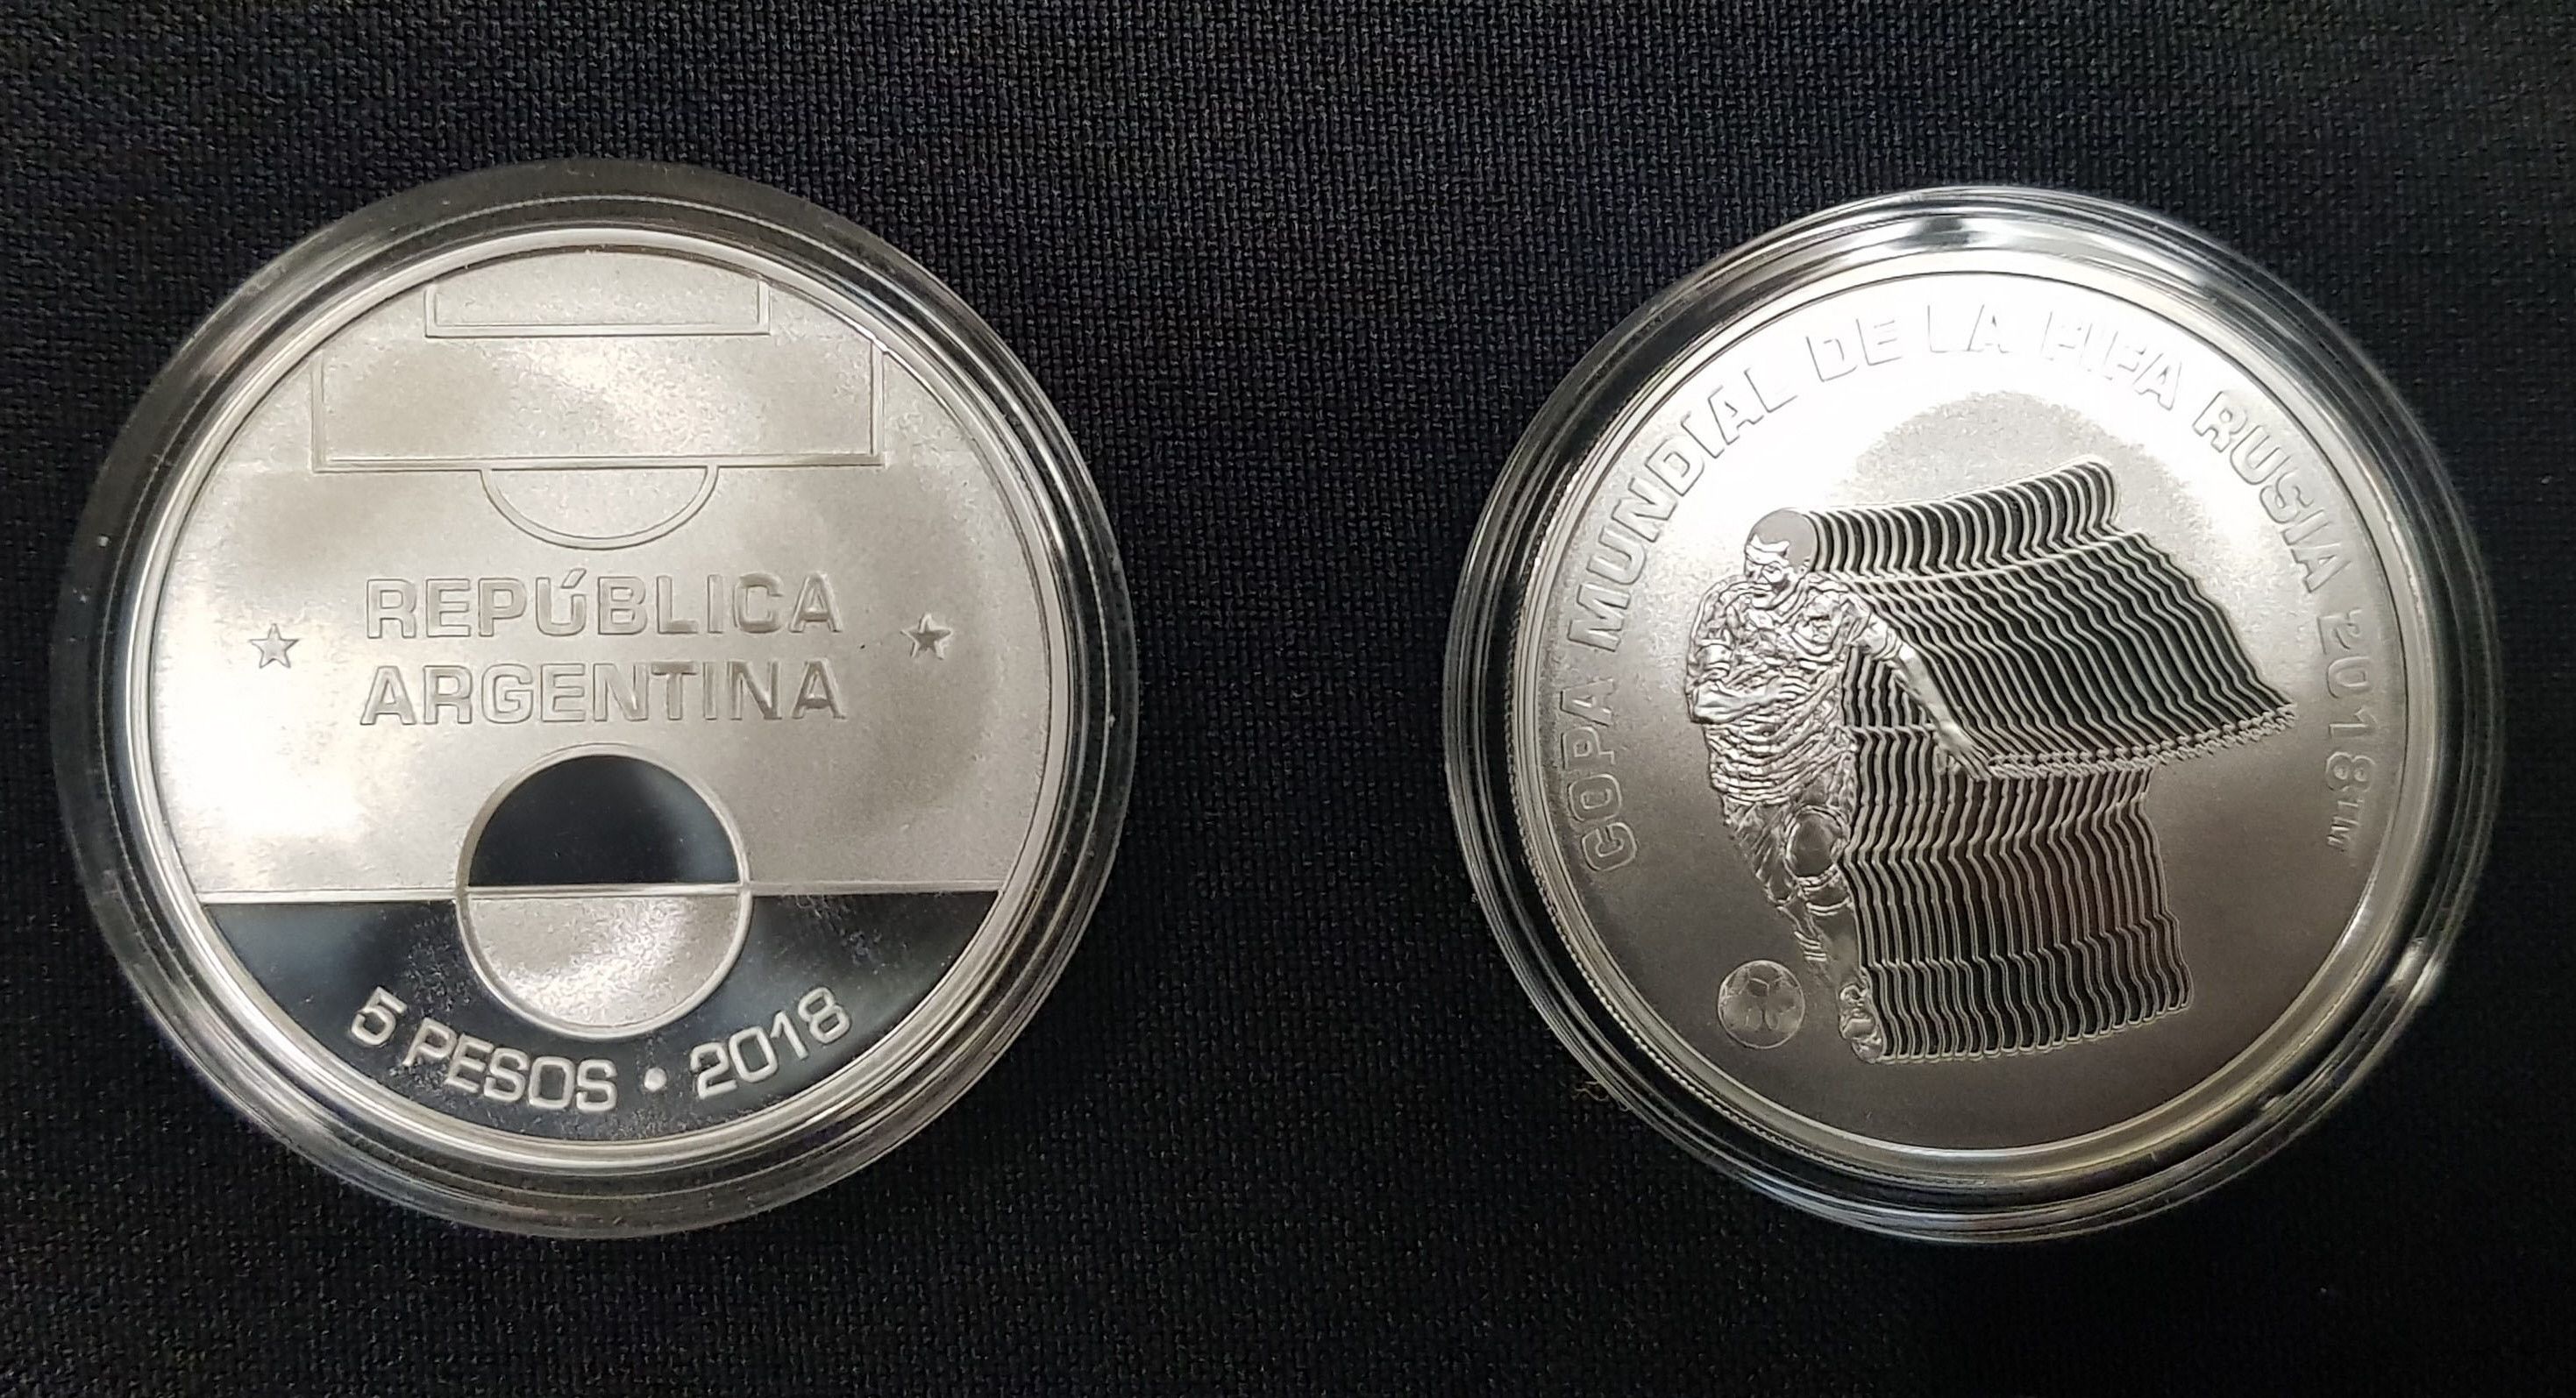 REPÚBLICA
ARGENTINA
5 PESOS • 2018
COPA MUNDIAL DE LA FIFA RUSIA 2018™